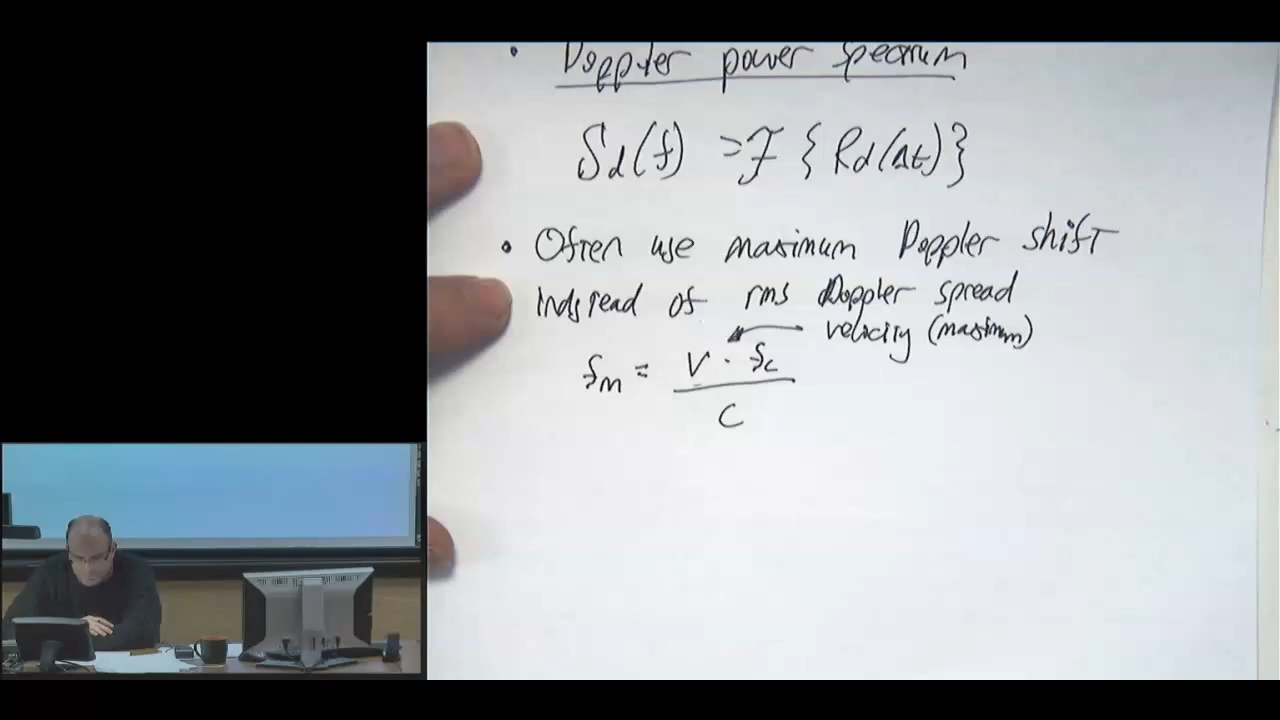 • Doppler power spectrum
Sd(f) = F { Rd(Δt) }
• Often use maximum Doppler shift
Indstead of rms Doppler spread
velocity (maximum)
fm = V · fc
C